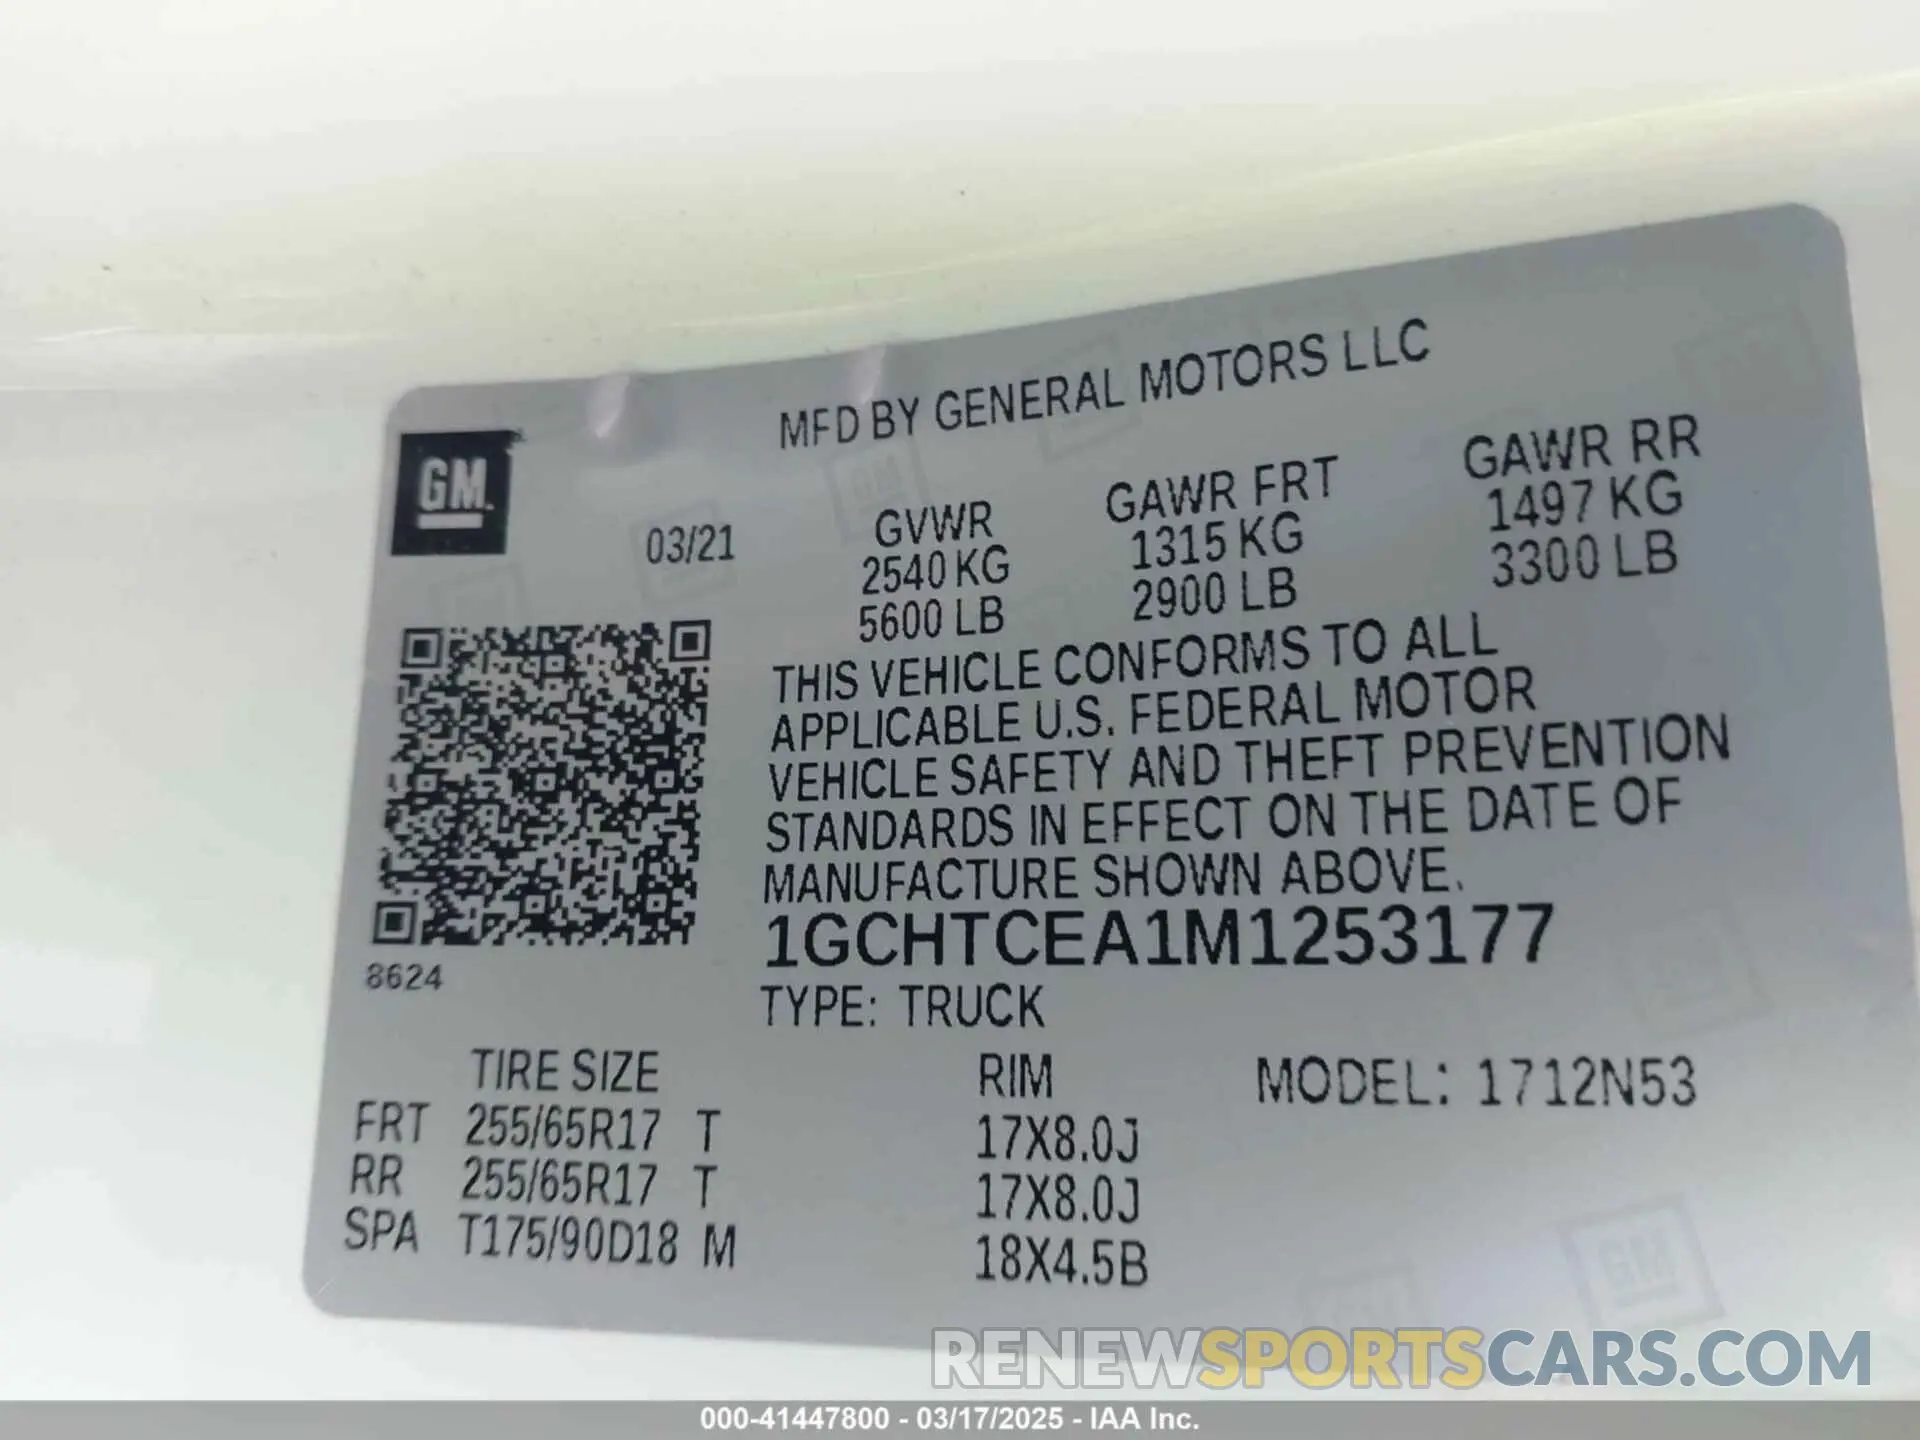 MFD BY GENERAL MOTORS LLC
GM
03/21
GVWR GAWR FRT GAWR RR
2540 KG 1315 KG 1497 KG
5600 LB 2900 LB 3300 LB
THIS VEHICLE CONFORMS TO ALL
APPLICABLE U.S. FEDERAL MOTOR
VEHICLE SAFETY AND THEFT PREVENTION
STANDARDS IN EFFECT ON THE DATE OF
MANUFACTURE SHOWN ABOVE.
1GCHTCEA1M1253177
8624
TYPE: TRUCK
TIRE SIZE RIM MODEL: 1712N53
FRT 255/65R17 T 17X8.0J
RR 255/65R17 T 17X8.0J
SPA T175/90D18 M 18X4.5B
GM
RENEWSPORTSCARS.COM
000-41447800 - 03/17/2025 - IAA Inc.